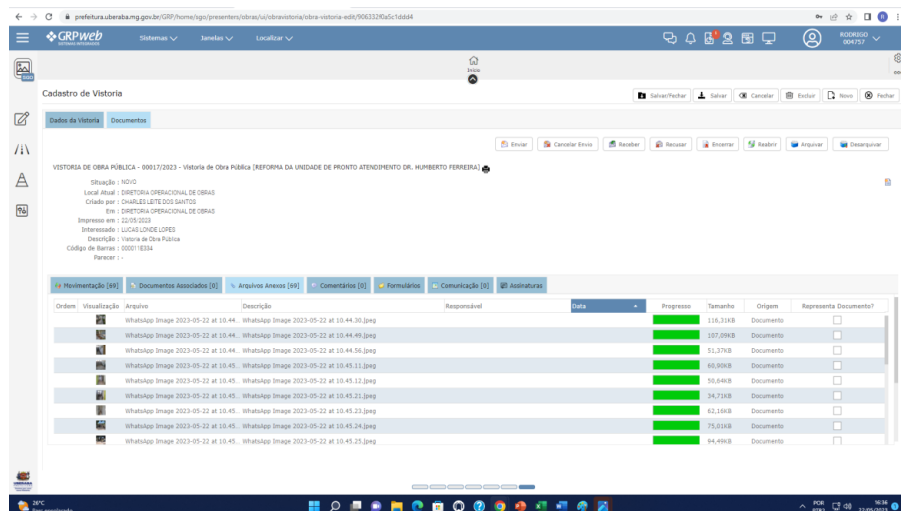 prefeitura.uberaba.mg.gov.br/GRP/home/sgo/presenters/obras/ui/obravistoria/obra-vistoria-edit/906332f0a5c1ddd4
GRPWeb Sistemas Janelas Localizar RODRIGO
SISTEMAS INTEGRADOS 004757
SGO Início
Cadastro de Vistoria Salvar/Fechar Salvar Cancelar Excluir Novo Fechar
Dados da Vistoria Documentos
Enviar Cancelar Envio Receber Recusar Encerrar Reabrir Arquivar Desarquivar
VISTORIA DE OBRA PÚBLICA - 00017/2023 - Vistoria de Obra Pública [REFORMA DA UNIDADE DE PRONTO ATENDIMENTO DR. HUMBERTO FERREIRA]
Situação : NOVO
Local Atual : DIRETORIA OPERACIONAL DE OBRAS
Criado por : CHARLES LEITE DOS SANTOS
Em : DIRETORIA OPERACIONAL DE OBRAS
Impresso em : 22/05/2023
Interessado : LUCAS LONDE LOPES
Descrição : Vistoria de Obra Pública
Código de Barras : 00011E304
Parecer : -
Movimentação [69] Documentos Associados [0] Arquivos Anexos [69] Comentários [0] Formulários Comunicação [0] Assinaturas
Ordem Visualização Arquivo Descrição Responsável Data Progresso Tamanho Origem Representa Documento?
WhatsApp Image 2023-05-22 at 10.44... WhatsApp Image 2023-05-22 at 10.44.30.jpeg 116,31KB Documento
WhatsApp Image 2023-05-22 at 10.44... WhatsApp Image 2023-05-22 at 10.44.49.jpeg 107,09KB Documento
WhatsApp Image 2023-05-22 at 10.44... WhatsApp Image 2023-05-22 at 10.44.56.jpeg 51,37KB Documento
WhatsApp Image 2023-05-22 at 10.45... WhatsApp Image 2023-05-22 at 10.45.11.jpeg 60,90KB Documento
WhatsApp Image 2023-05-22 at 10.45... WhatsApp Image 2023-05-22 at 10.45.12.jpeg 50,64KB Documento
WhatsApp Image 2023-05-22 at 10.45... WhatsApp Image 2023-05-22 at 10.45.21.jpeg 34,71KB Documento
WhatsApp Image 2023-05-22 at 10.45... WhatsApp Image 2023-05-22 at 10.45.23.jpeg 62,16KB Documento
WhatsApp Image 2023-05-22 at 10.45... WhatsApp Image 2023-05-22 at 10.45.24.jpeg 75,01KB Documento
WhatsApp Image 2023-05-22 at 10.45... WhatsApp Image 2023-05-22 at 10.45.25.jpeg 94,49KB Documento
UBERABA
26°C POR 16:36
22/05/2023